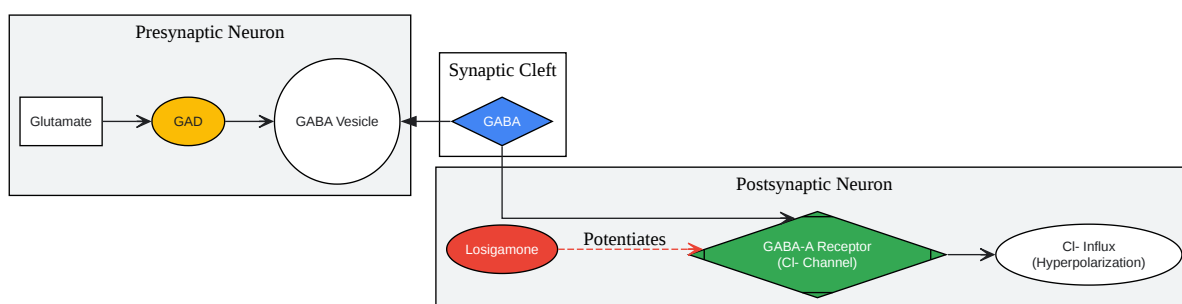 Presynaptic Neuron
Glutamate
GAD
GABA Vesicle
Synaptic Cleft
GABA
Postsynaptic Neuron
Losigamone
Potentiates
GABA-A Receptor
(Cl- Channel)
Cl- Influx
(Hyperpolarization)